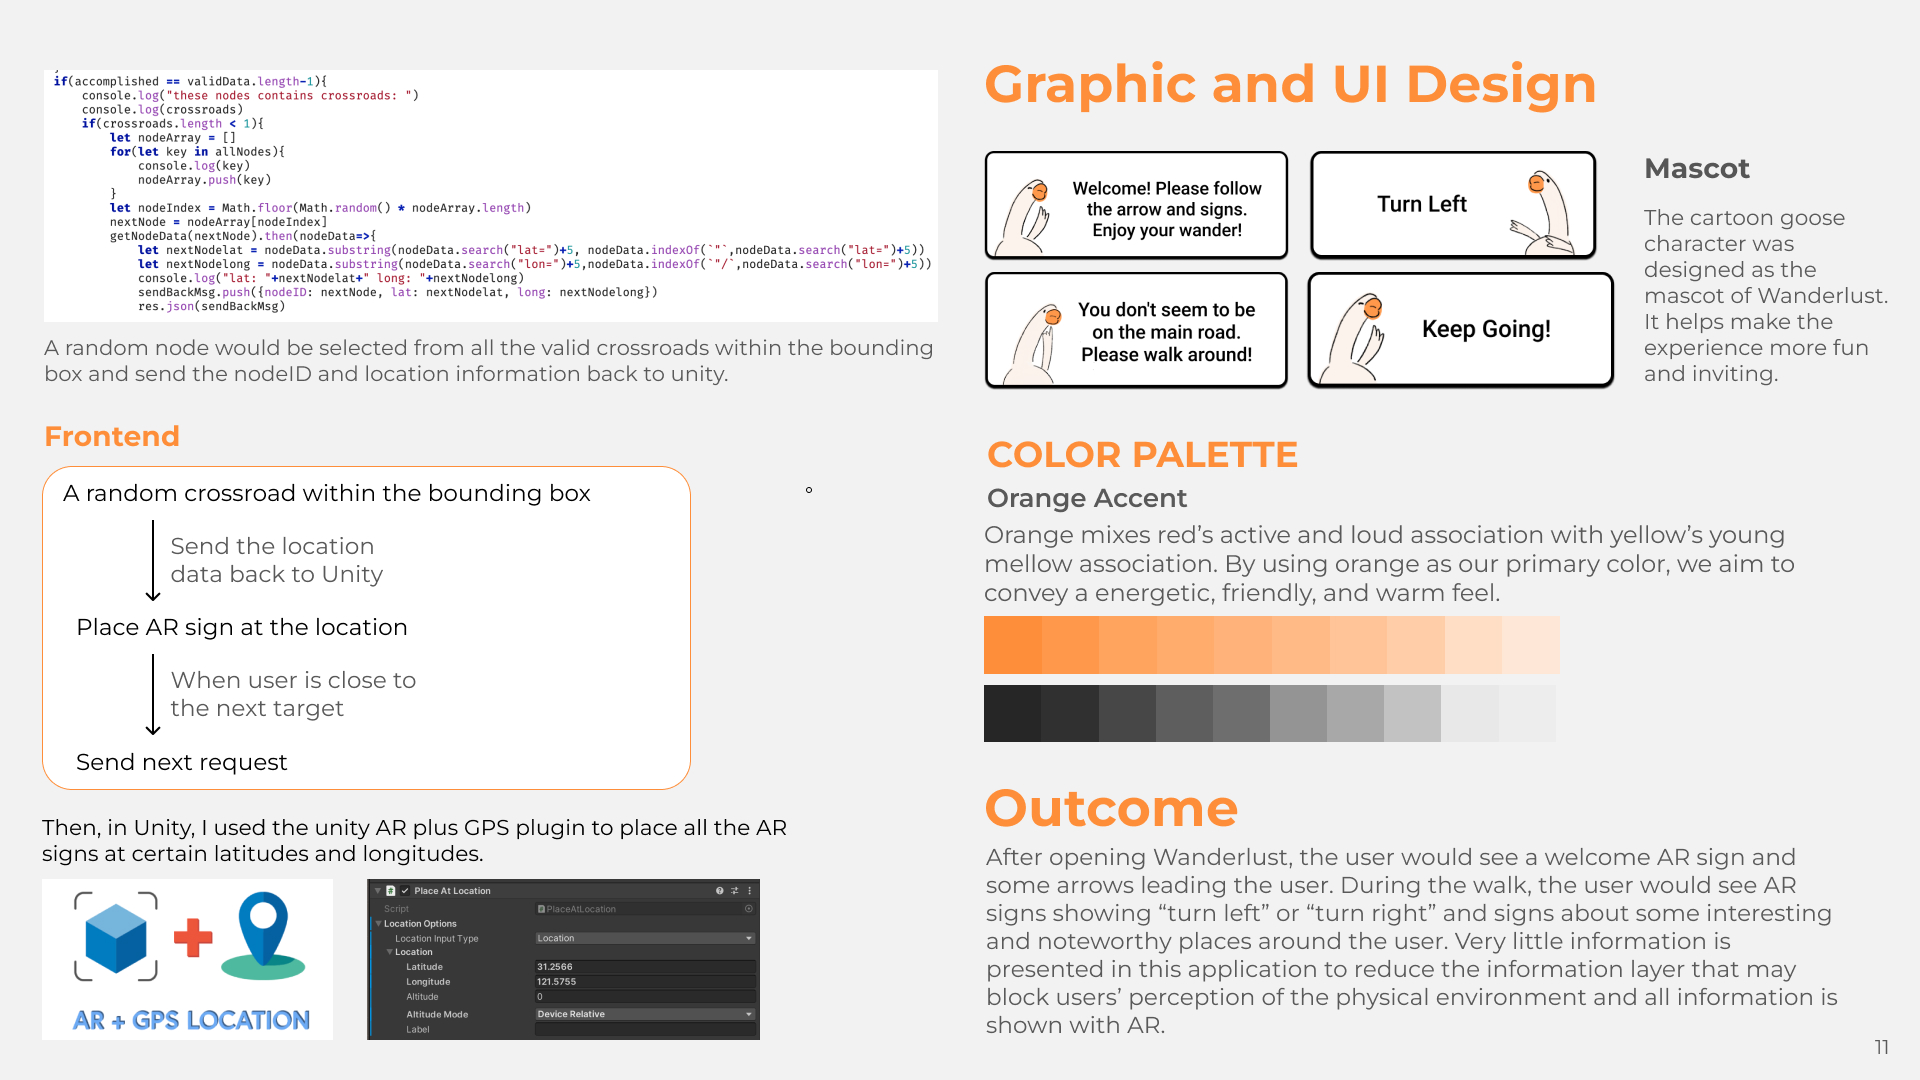 }
if(accomplished == validData.length-1){
console.log("these nodes contains crossroads: ")
console.log(crossroads)
if(crossroads.length < 1){
let nodeArray = []
for(let key in allNodes){
console.log(key)
nodeArray.push(key)
}
let nodeIndex = Math.floor(Math.random() * nodeArray.length)
nextNode = nodeArray[nodeIndex]
getNodeData(nextNode).then(nodeData=>{
let nextNodelat = nodeData.substring(nodeData.search("lat=")+5, nodeData.indexOf(`"`,nodeData.search("lat=")+5))
let nextNodelong = nodeData.substring(nodeData.search("lon=")+5,nodeData.indexOf(`"/`,nodeData.search("lon=")+5))
console.log("lat: "+nextNodelat+" long: "+nextNodelong)
sendBackMsg.push({nodeID: nextNode, lat: nextNodelat, long: nextNodelong})
res.json(sendBackMsg)
A random node would be selected from all the valid crossroads within the bounding
box and send the nodeID and location information back to unity.
Frontend
A random crossroad within the bounding box
Send the location
data back to Unity
Place AR sign at the location
When user is close to
the next target
Send next request
Then, in Unity, I used the unity AR plus GPS plugin to place all the AR
signs at certain latitudes and longitudes.
AR + GPS LOCATION
Place At Location
Script
PlaceAtLocation
Location Options
Location Input Type
Location
Location
Latitude
31.2566
Longitude
121.5755
Altitude
0
Altitude Mode
Device Relative
Label
Graphic and UI Design
Welcome! Please follow
the arrow and signs.
Enjoy your wander!
Turn Left
You don't seem to be
on the main road.
Please walk around!
Keep Going!
Mascot
The cartoon goose
character was
designed as the
mascot of Wanderlust.
It helps make the
experience more fun
and inviting.
COLOR PALETTE
Orange Accent
Orange mixes red’s active and loud association with yellow’s young
mellow association. By using orange as our primary color, we aim to
convey a energetic, friendly, and warm feel.
Outcome
After opening Wanderlust, the user would see a welcome AR sign and
some arrows leading the user. During the walk, the user would see AR
signs showing “turn left” or “turn right” and signs about some interesting
and noteworthy places around the user. Very little information is
presented in this application to reduce the information layer that may
block users’ perception of the physical environment and all information is
shown with AR.
11